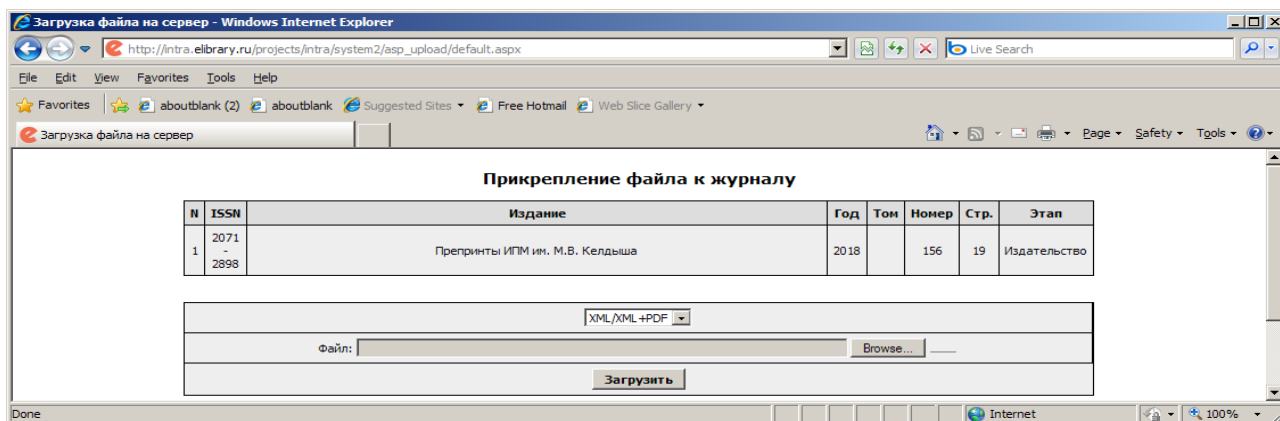 Загрузка файла на сервер - Windows Internet Explorer
http://intra.elibrary.ru/projects/intra/system2/asp_upload/default.aspx
Live Search
File Edit View Favorites Tools Help
Favorites aboutblank (2) aboutblank Suggested Sites Free Hotmail Web Slice Gallery
Загрузка файла на сервер Page Safety Tools
Прикрепление файла к журналу
N ISSN Издание Год Том Номер Стр. Этап
1 2071 - 2898 Препринты ИПМ им. М.В. Келдыша 2018 156 19 Издательство
XML/XML+PDF
Файл: Browse...
Загрузить
Done Internet 100%